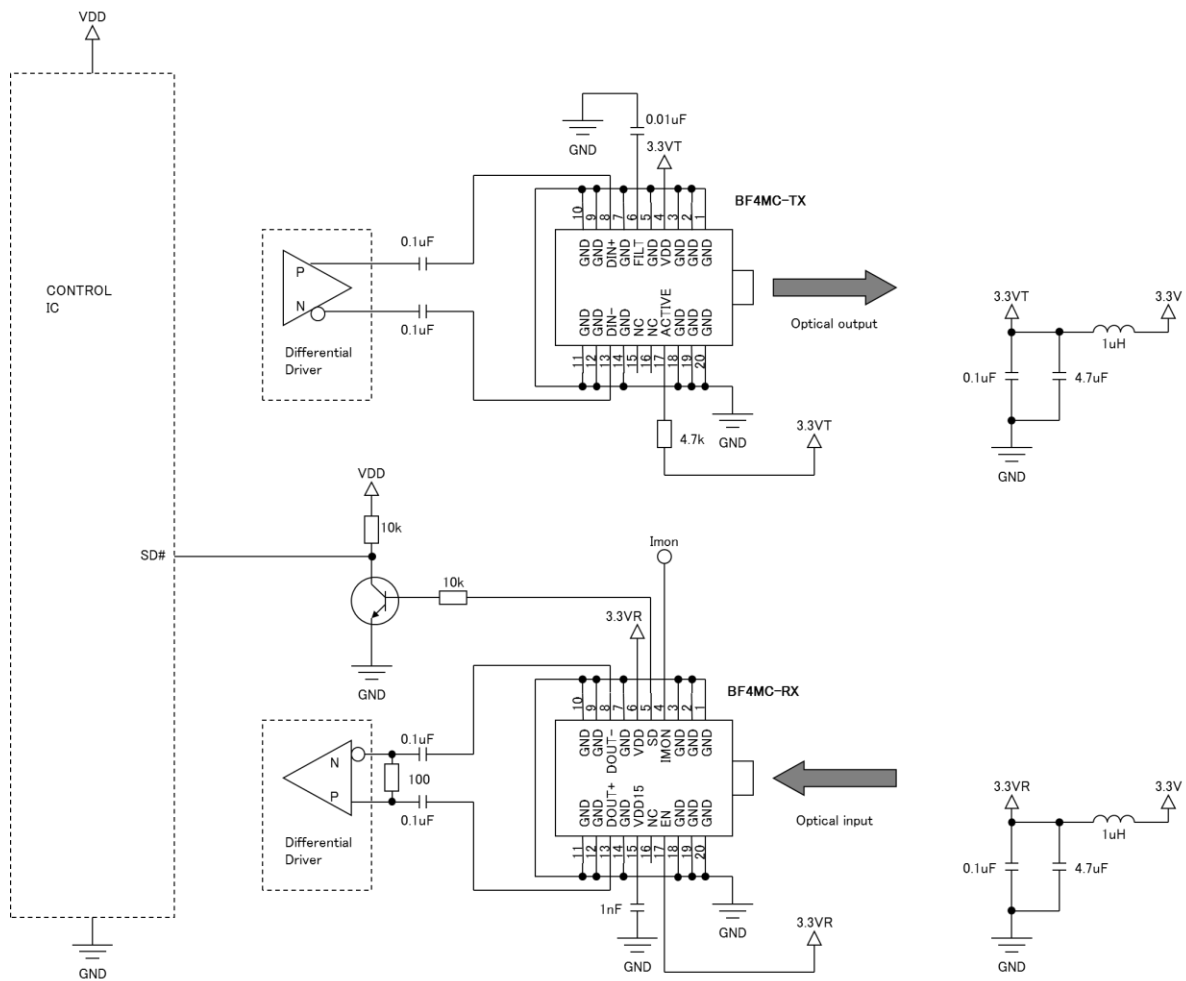 VDD
CONTROL
IC
SD#
GND
0.01uF
GND
3.3VT
BF4MC-TX
10
9
8
7
6
5
4
3
2
1
GND
GND
DIN+
GND
FILT
GND
VDD
GND
GND
GND
GND
GND
DIN-
GND
NC
NC
ACTIVE
GND
GND
GND
11
12
13
14
15
16
17
18
19
20
0.1uF
P
N
0.1uF
Differential
Driver
Optical output
GND
4.7k
3.3VT
3.3VT
3.3V
1uH
0.1uF
4.7uF
GND
VDD
10k
10k
GND
Imon
3.3VR
BF4MC-RX
10
9
8
7
6
5
4
3
2
1
GND
GND
DOUT-
GND
VDD
SD
IMON
GND
GND
GND
GND
GND
DOUT+
GND
VDD15
NC
EN
GND
GND
GND
11
12
13
14
15
16
17
18
19
20
0.1uF
N
100
P
0.1uF
Differential
Driver
Optical input
1nF
GND
GND
3.3VR
3.3VR
3.3V
1uH
0.1uF
4.7uF
GND